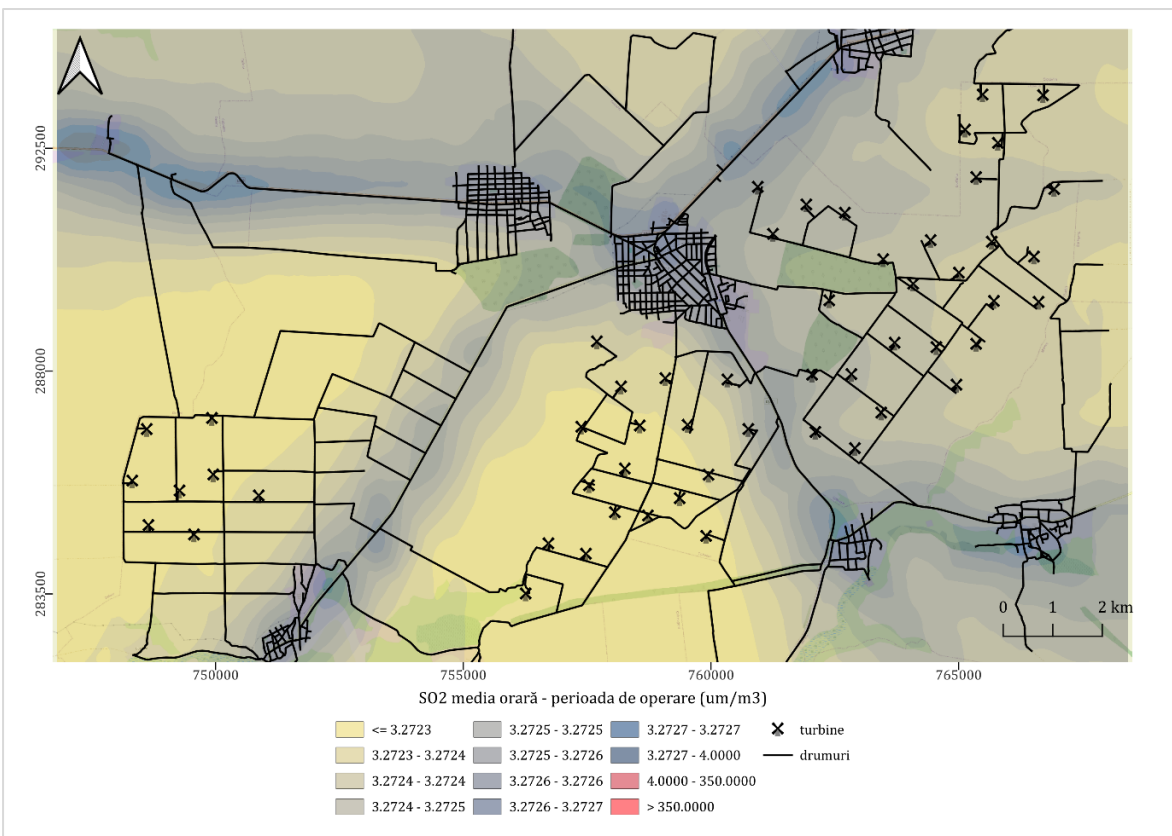 292500
288000
283500
0 1 2 km
750000 755000 760000 765000
SO2 media orară - perioada de operare (um/m3)
<= 3.2723 3.2725 - 3.2725 3.2727 - 3.2727 turbine
3.2723 - 3.2724 3.2725 - 3.2726 3.2727 - 4.0000 drumuri
3.2724 - 3.2724 3.2726 - 3.2726 4.0000 - 350.0000
3.2724 - 3.2725 3.2726 - 3.2727 > 350.0000